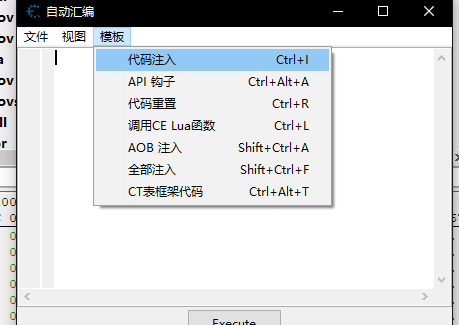 自动汇编
文件 视图 模板
代码注入 Ctrl+I
API 钩子 Ctrl+Alt+A
代码重置 Ctrl+R
调用CE Lua函数 Ctrl+L
AOB 注入 Shift+Ctrl+A
全部注入 Shift+Ctrl+F
CT表框架代码 Ctrl+Alt+T
Execute